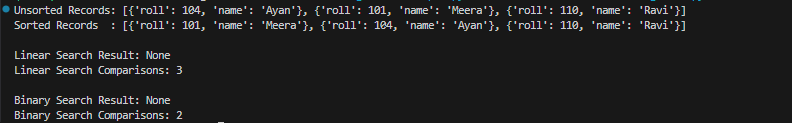 Unsorted Records: [{'roll': 104, 'name': 'Ayan'}, {'roll': 101, 'name': 'Meera'}, {'roll': 110, 'name': 'Ravi'}]
Sorted Records  : [{'roll': 101, 'name': 'Meera'}, {'roll': 104, 'name': 'Ayan'}, {'roll': 110, 'name': 'Ravi'}]
Linear Search Result: None
Linear Search Comparisons: 3
Binary Search Result: None
Binary Search Comparisons: 2